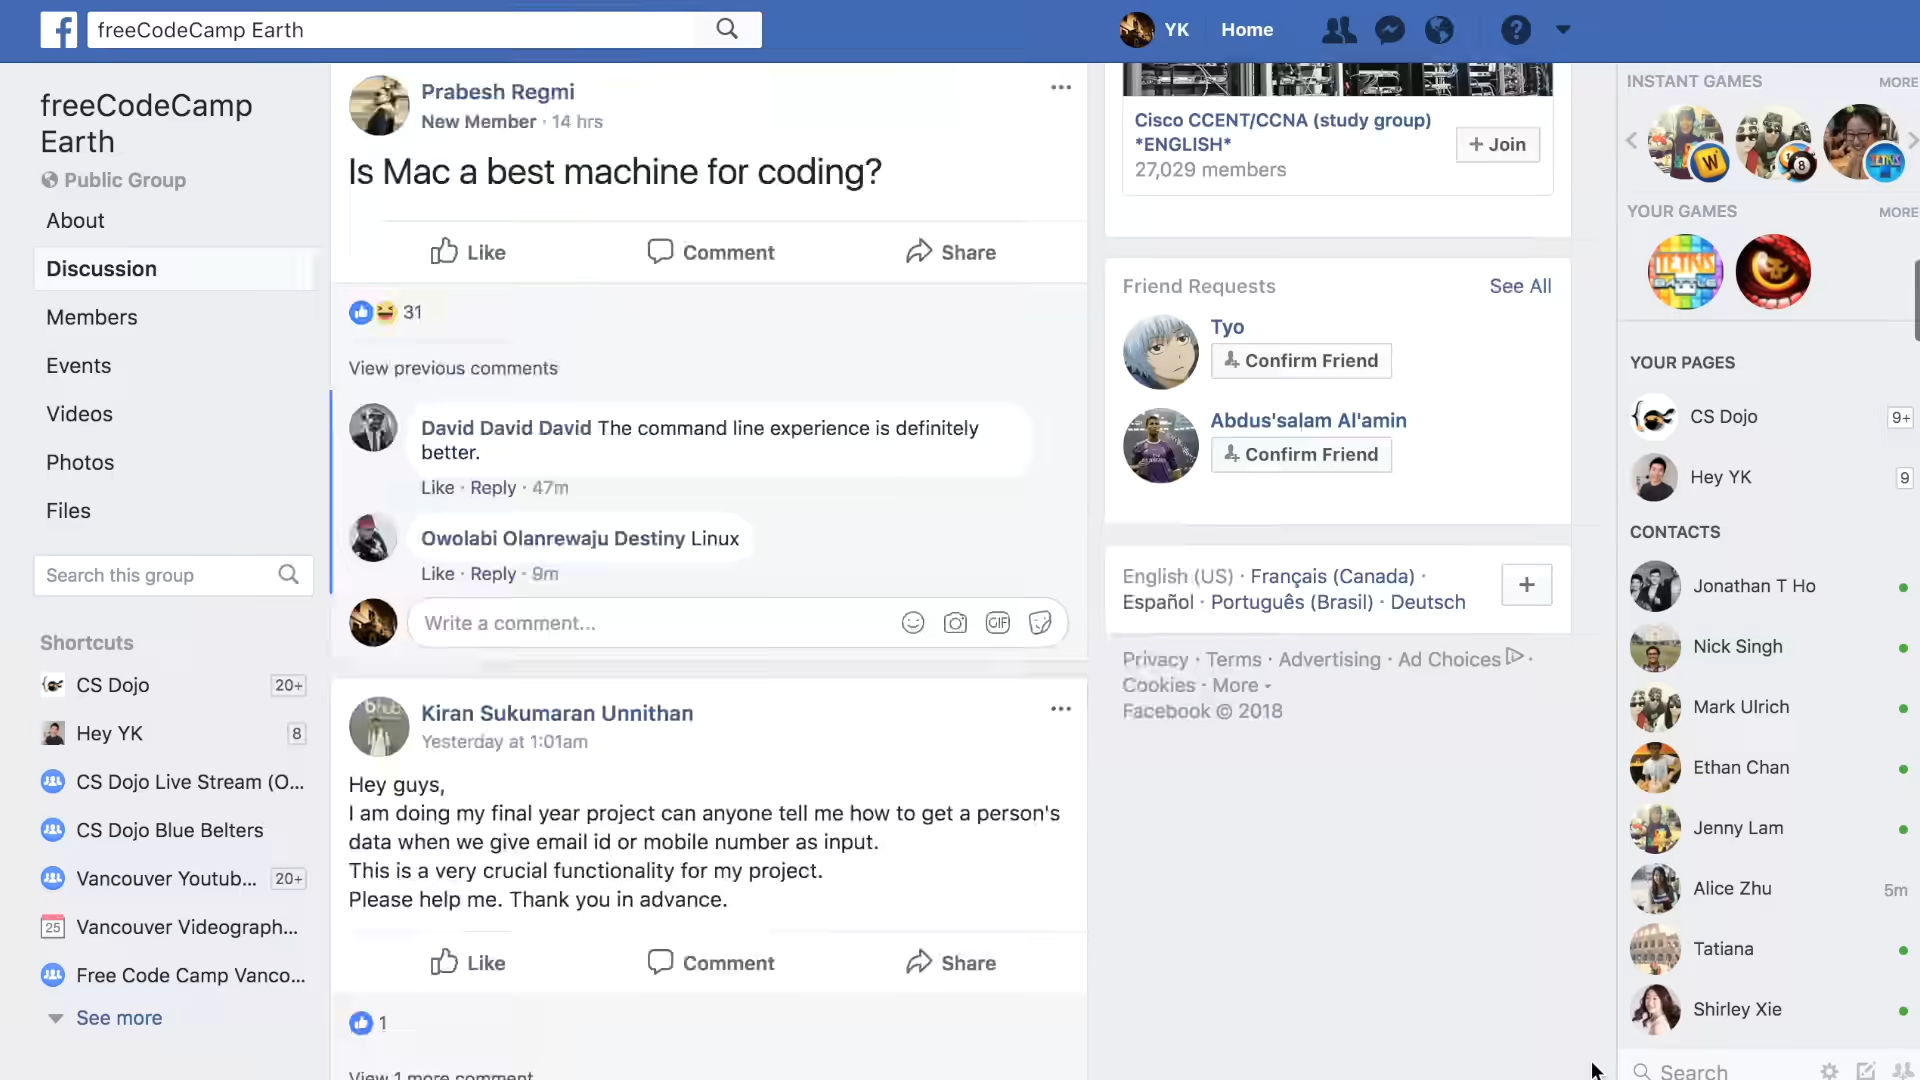 freeCodeCamp Earth
YK
Home
freeCodeCamp
Earth
Public Group
About
Discussion
Members
Events
Videos
Photos
Files
Search this group
Shortcuts
CS Dojo 20+
Hey YK 8
CS Dojo Live Stream (O...
CS Dojo Blue Belters
Vancouver Youtub... 20+
25 Vancouver Videograph...
Free Code Camp Vanco...
See more
Prabesh Regmi
New Member · 14 hrs
Is Mac a best machine for coding?
Like Comment Share
31
View previous comments
David David David The command line experience is definitely
better.
Like · Reply · 47m
Owolabi Olanrewaju Destiny Linux
Like · Reply · 9m
Write a comment...
GIF
Kiran Sukumaran Unnithan
Yesterday at 1:01am
Hey guys,
I am doing my final year project can anyone tell me how to get a person's
data when we give email id or mobile number as input.
This is a very crucial functionality for my project.
Please help me. Thank you in advance.
Like Comment Share
1
View 1 more comment
Cisco CCENT/CCNA (study group)
*ENGLISH*
27,029 members
+ Join
Friend Requests See All
Tyo
Confirm Friend
Abdus'salam Al'amin
Confirm Friend
English (US) · Français (Canada) ·
Español · Português (Brasil) · Deutsch
+
Privacy · Terms · Advertising · Ad Choices ·
Cookies · More
Facebook © 2018
INSTANT GAMES MORE
W
8
TETRIS
YOUR GAMES MORE
TETRIS
BATTLE
YOUR PAGES
CS Dojo 9+
Hey YK 9
CONTACTS
Jonathan T Ho
Nick Singh
Mark Ulrich
Ethan Chan
Jenny Lam
Alice Zhu 5m
Tatiana
Shirley Xie
Search